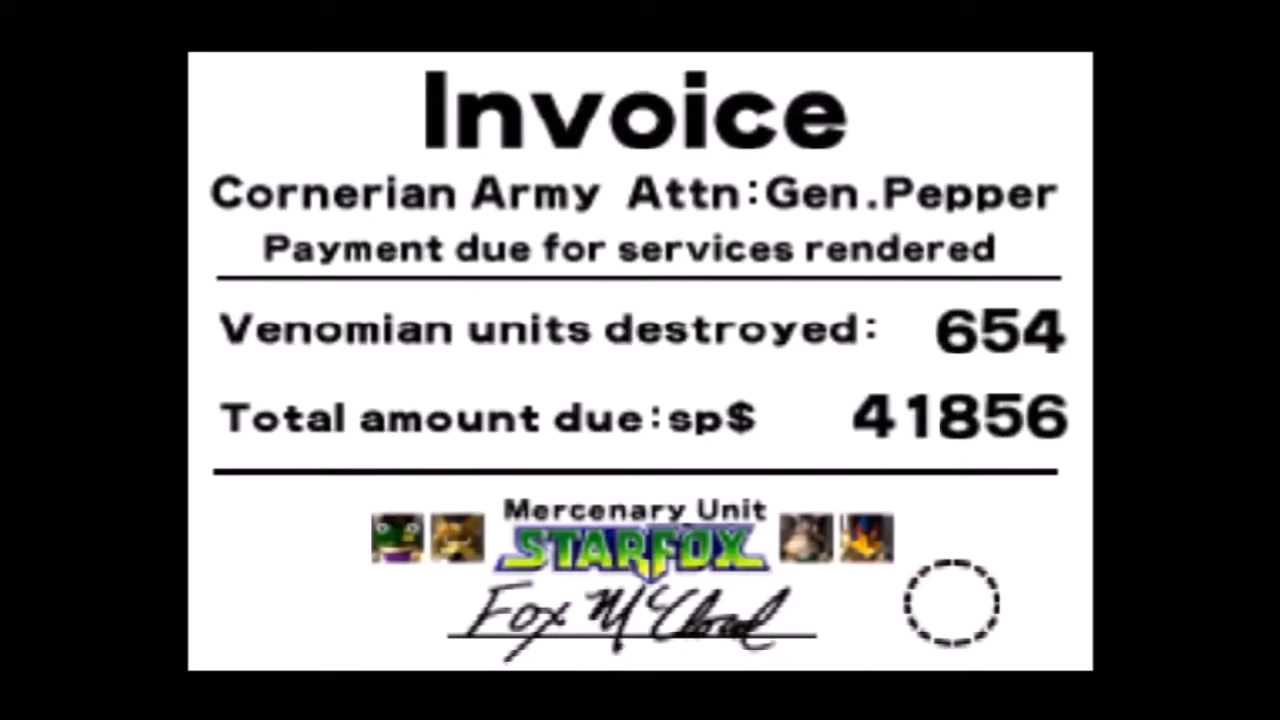 Invoice
Cornerian Army Attn:Gen.Pepper
Payment due for services rendered
Venomian units destroyed: 654
Total amount due:sp$ 41856
Mercenary Unit
STARFOX
Fox McCloud